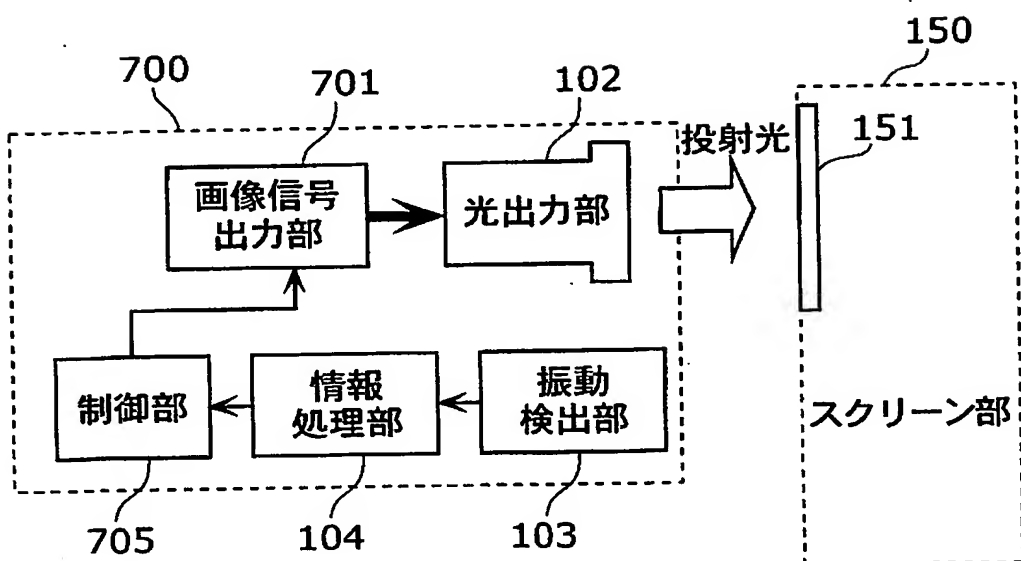 150
700
701
102
投射光
151
画像信号
出力部
光出力部
制御部
情報
処理部
振動
検出部
スクリーン部
705
104
103